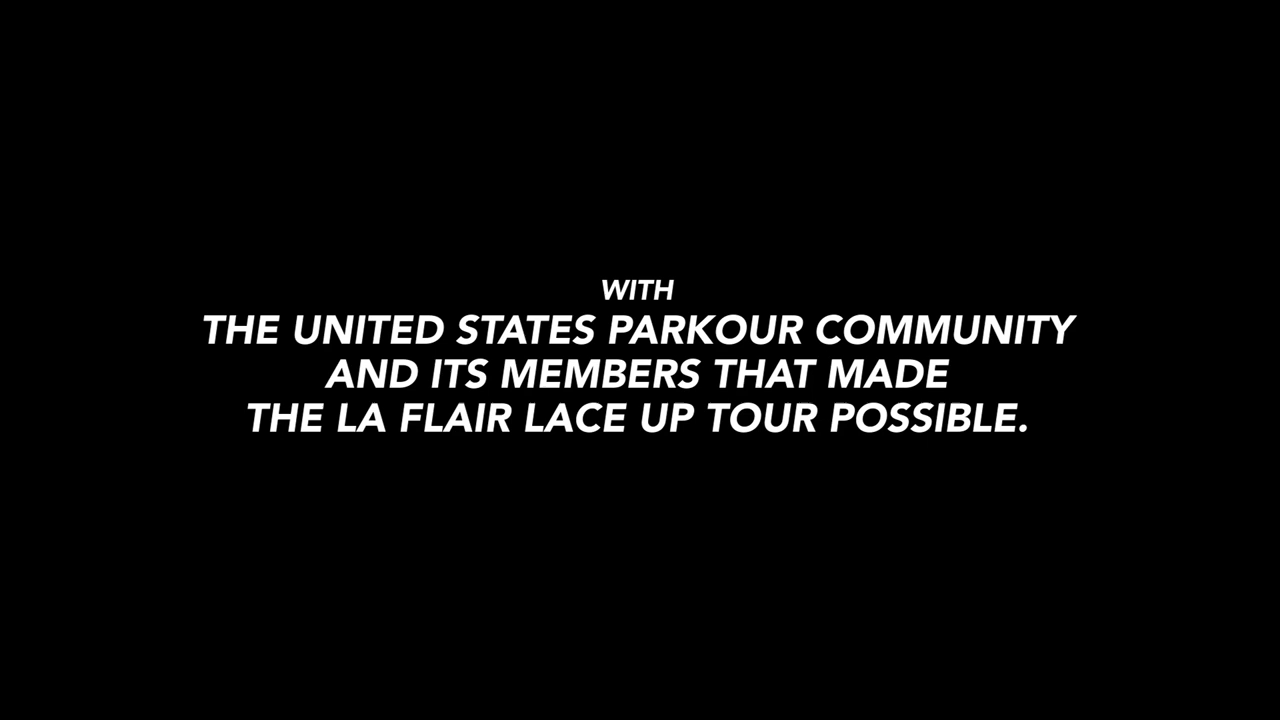 WITH
THE UNITED STATES PARKOUR COMMUNITY
AND ITS MEMBERS THAT MADE
THE LA FLAIR LACE UP TOUR POSSIBLE.